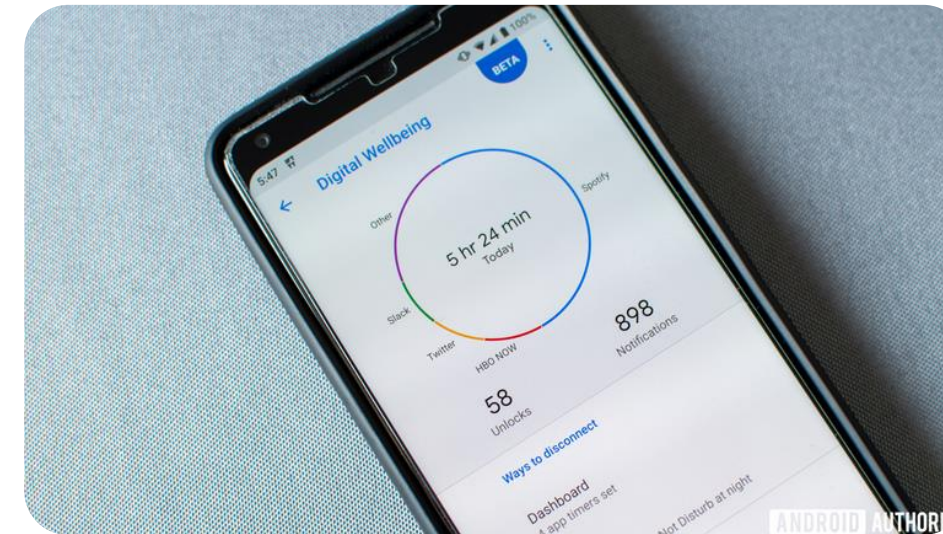 5:47
100%
BETA
Digital Wellbeing
Other
Spotify
5 hr 24 min
Today
Slack
Twitter
HBO NOW
58
Unlocks
898
Notifications
Ways to disconnect
Dashboard
app timers set
Not Disturb at night
ANDROID AUTHORI